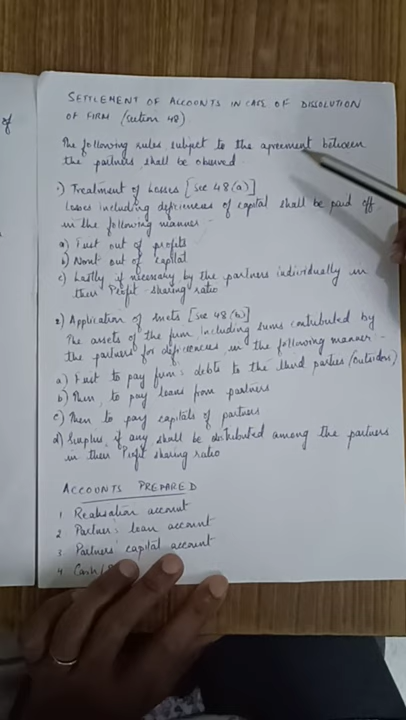 of
SETTLEMENT OF ACCOUNTS IN CASE OF DISSOLUTION
OF FIRM (section 48)
The following rules subject to the agreement between
the partners shall be observed
1) Treatment of Losses [sec 48(a)]
Losses including deficiencies of capital shall be paid off
in the following manner
a) First out of profits
b) Next out of capital
c) Lastly if necessary by the partners individually in
their Profit sharing ratio
2) Application of Assets [sec 48(b)]
The assets of the firm including sums contributed by
the partners for deficiencies, in the following manner:-
a) First to pay firm's debts to the third parties (outsiders)
b) Then, to pay loans from partners
c) Then to pay capitals of partners
d) Surplus, if any shall be distributed among the partners
in their Profit sharing ratio
ACCOUNTS PREPARED
1 Realisation account
2 Partners' loan account
3 Partners' capital account
4 Cash/